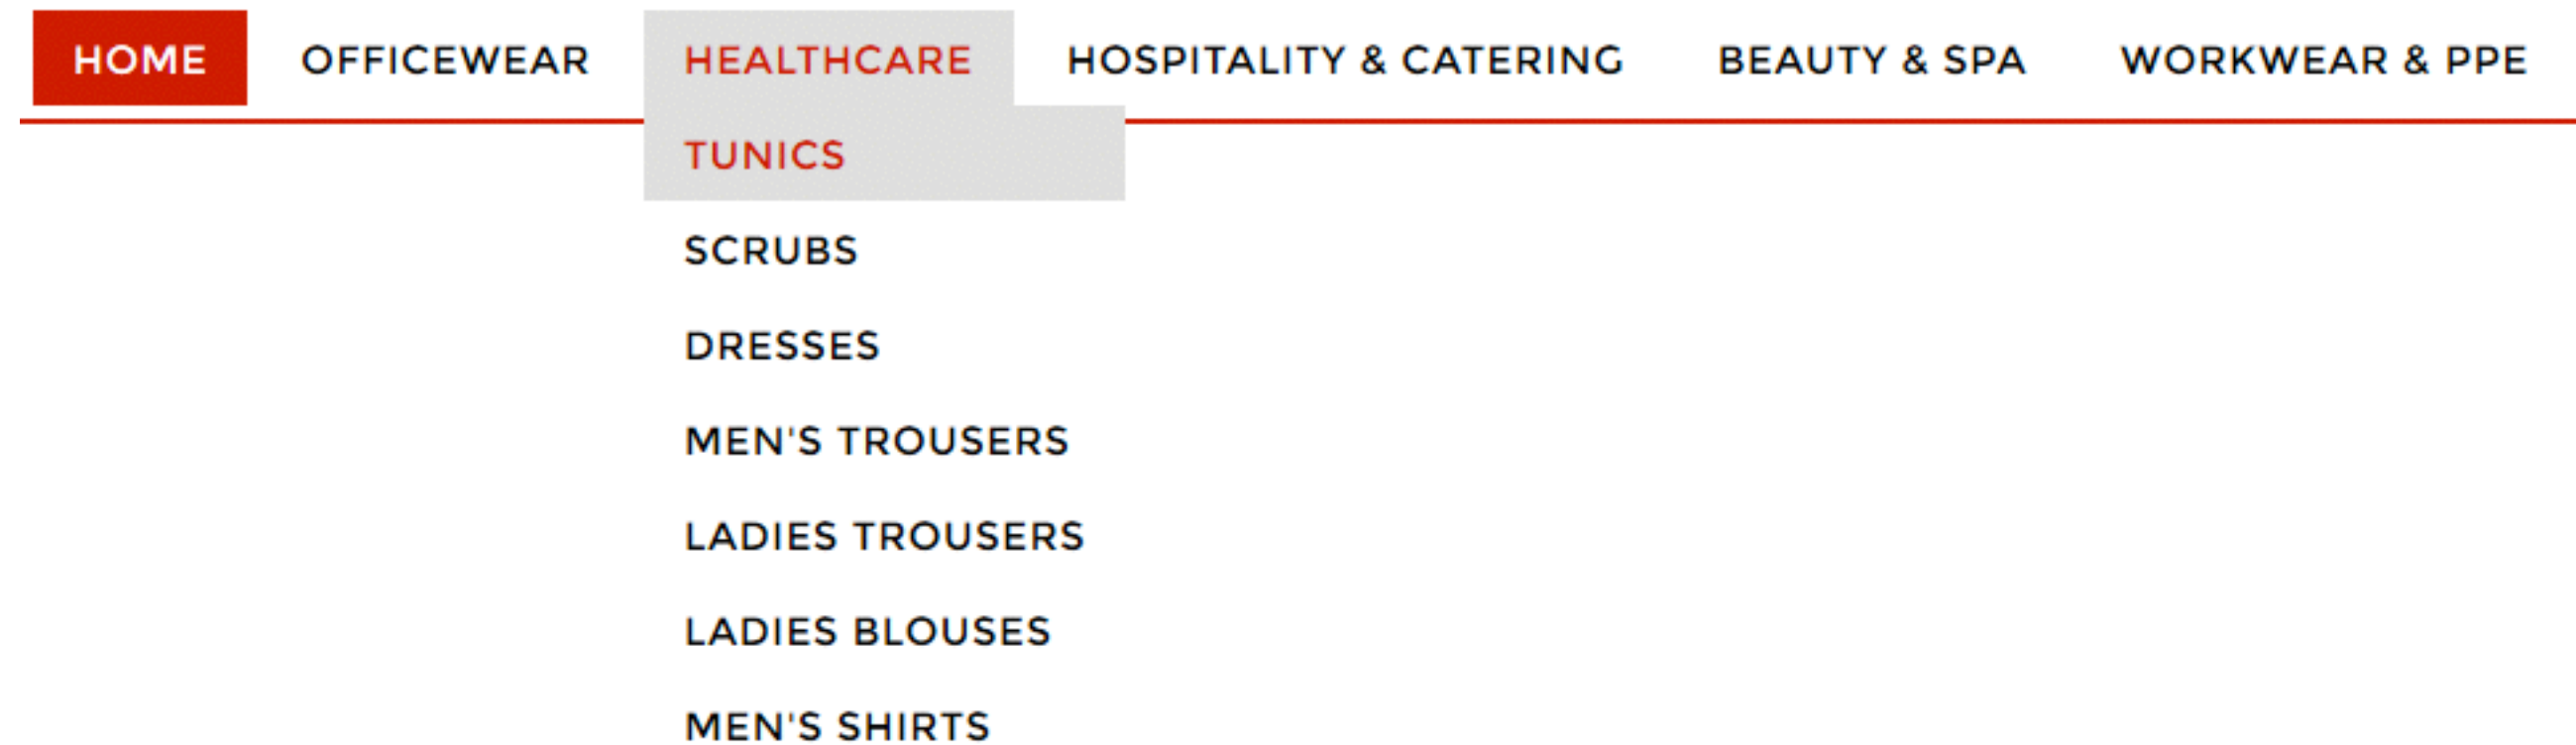 HOME OFFICEWEAR HEALTHCARE HOSPITALITY & CATERING BEAUTY & SPA WORKWEAR & PPE
TUNICS
SCRUBS
DRESSES
MEN'S TROUSERS
LADIES TROUSERS
LADIES BLOUSES
MEN'S SHIRTS